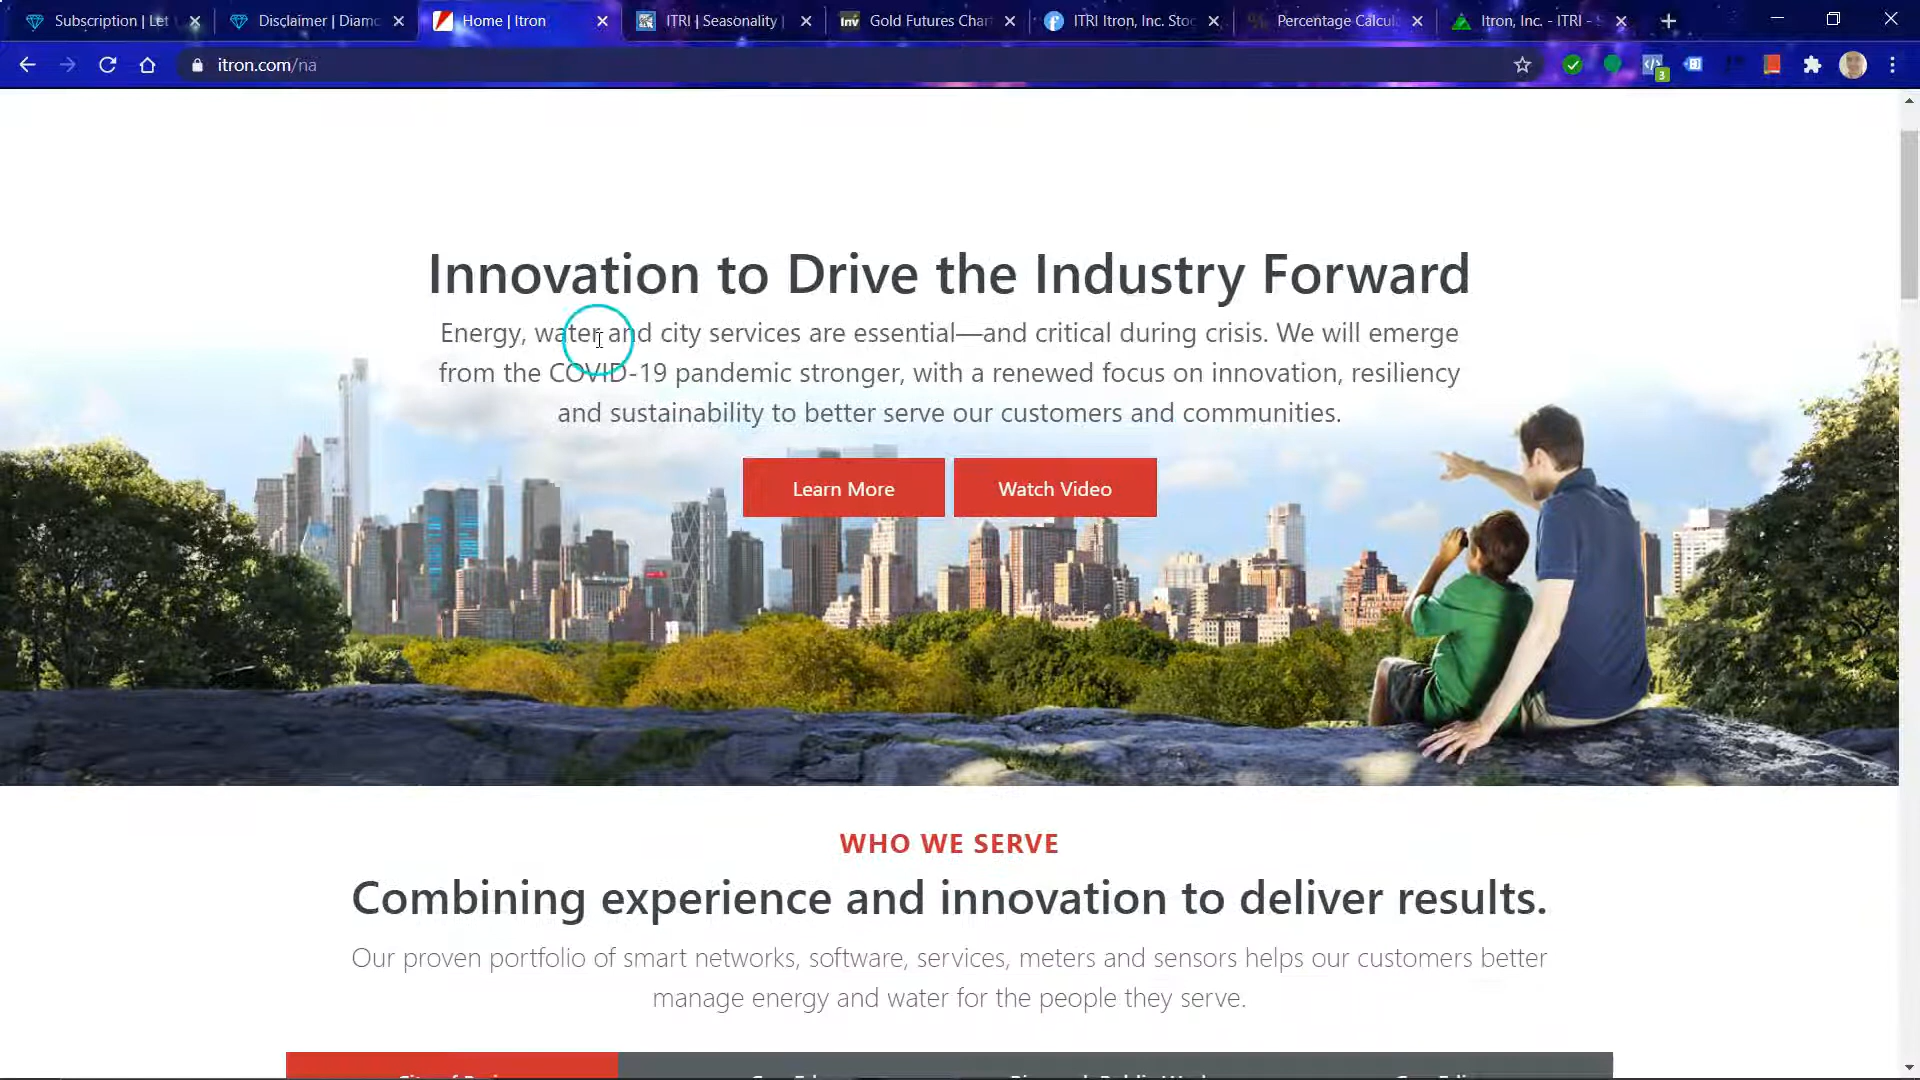 Subscription | Let
Disclaimer | Diamo
Home | Itron
ITRI | Seasonality
Inv Gold Futures Chart
ITRI Itron, Inc. Stoc
Percentage Calcul
Itron, Inc. - ITRI -
itron.com/na
3
Innovation to Drive the Industry Forward
Energy, water and city services are essential—and critical during crisis. We will emerge
from the COVID-19 pandemic stronger, with a renewed focus on innovation, resiliency
and sustainability to better serve our customers and communities.
Learn More
Watch Video
WHO WE SERVE
Combining experience and innovation to deliver results.
Our proven portfolio of smart networks, software, services, meters and sensors helps our customers better
manage energy and water for the people they serve.